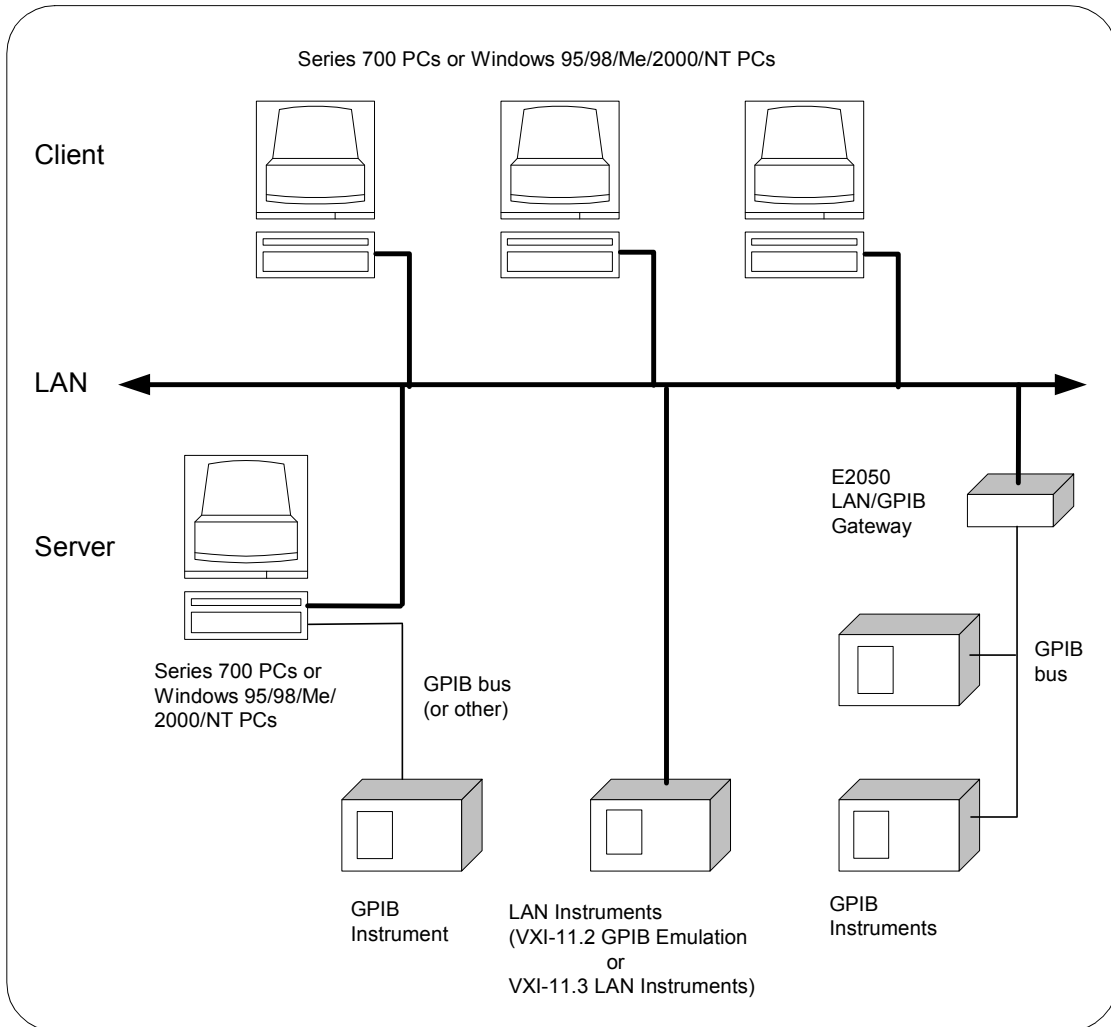 Series 700 PCs or Windows 95/98/Me/2000/NT PCs
Client
LAN
E2050
LAN/GPIB
Gateway
Server
GPIB
bus
Series 700 PCs or
Windows 95/98/Me/
2000/NT PCs
GPIB bus
(or other)
GPIB
Instrument
LAN Instruments
(VXI-11.2 GPIB Emulation
or
VXI-11.3 LAN Instruments)
GPIB
Instruments